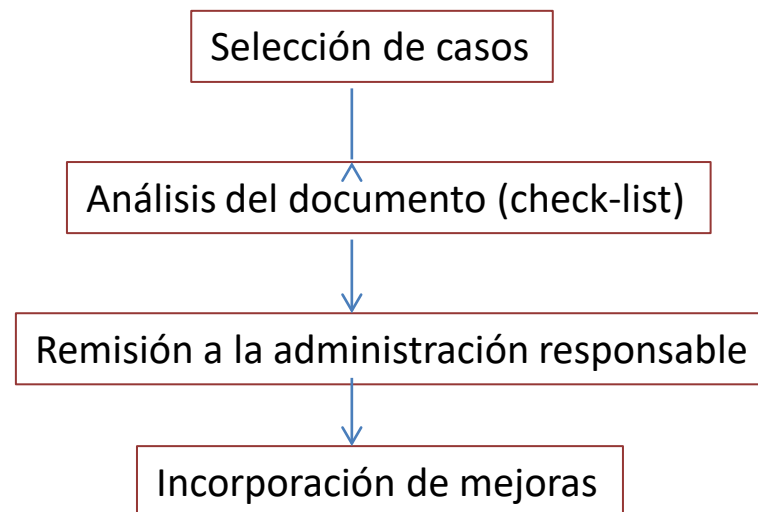 Selección de casos
Análisis del documento (check-list)
Remisión a la administración responsable
Incorporación de mejoras